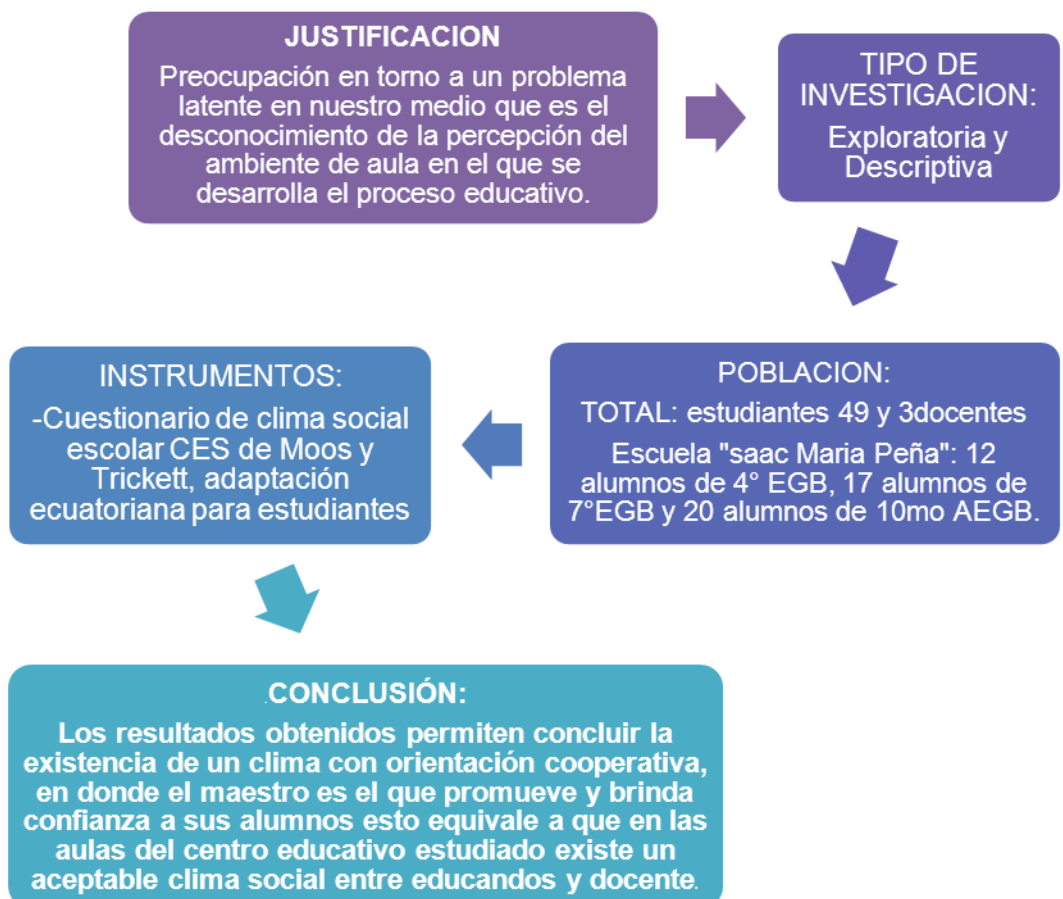 JUSTIFICACION
Preocupación en torno a un problema
latente en nuestro medio que es el
desconocimiento de la percepción del
ambiente de aula en el que se
desarrolla el proceso educativo.
TIPO DE
INVESTIGACION:
Exploratoria y
Descriptiva
POBLACION:
TOTAL: estudiantes 49 y 3docentes
Escuela "saac Maria Peña": 12
alumnos de 4° EGB, 17 alumnos de
7°EGB y 20 alumnos de 10mo AEGB.
INSTRUMENTOS:
-Cuestionario de clima social
escolar CES de Moos y
Trickett, adaptación
ecuatoriana para estudiantes
.CONCLUSIÓN:
Los resultados obtenidos permiten concluir la
existencia de un clima con orientación cooperativa,
en donde el maestro es el que promueve y brinda
confianza a sus alumnos esto equivale a que en las
aulas del centro educativo estudiado existe un
aceptable clima social entre educandos y docente.